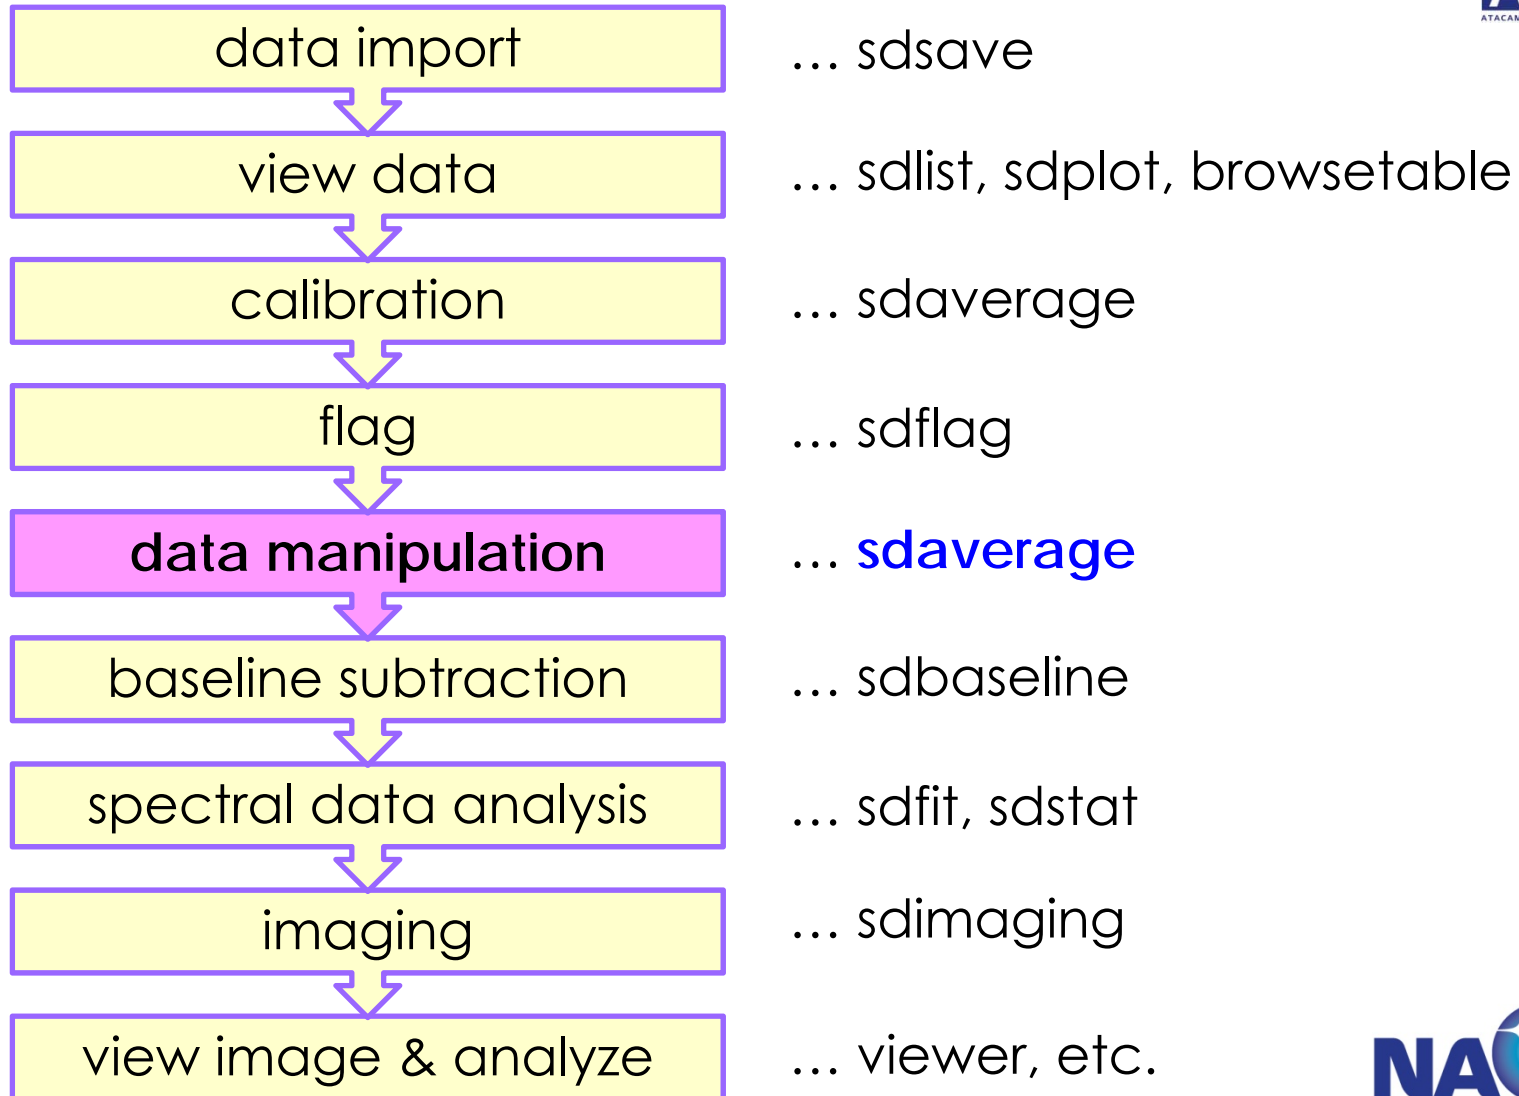 data import … sdsave
view data … sdlist, sdplot, browsetable
calibration … sdaverage
flag … sdflag
data manipulation … sdaverage
baseline subtraction … sdbaseline
spectral data analysis … sdfit, sdstat
imaging … sdimaging
view image & analyze … viewer, etc.